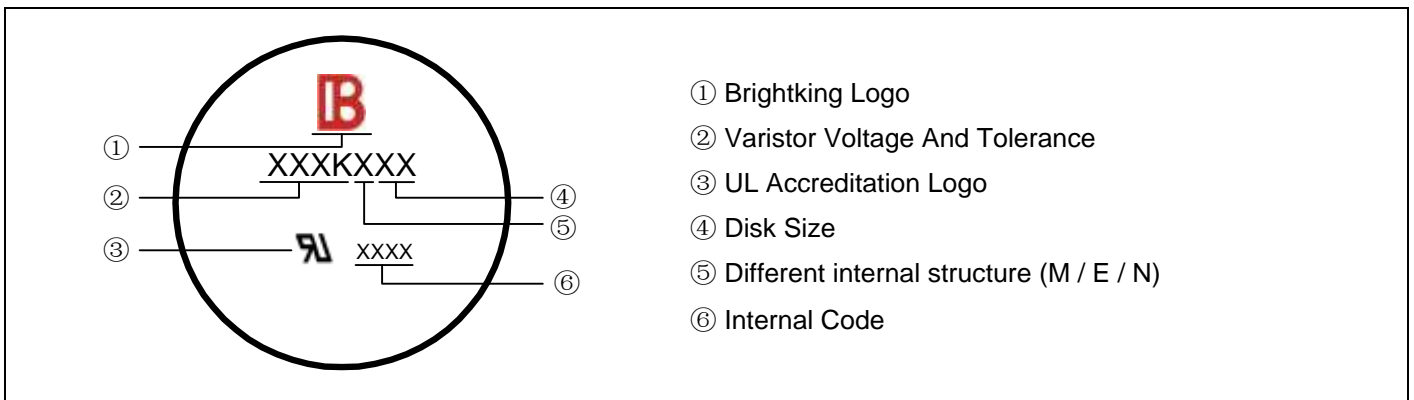 B
① XXXKXXX
② ④
⑤
③ RU XXXX
⑥
① Brightking Logo
② Varistor Voltage And Tolerance
③ UL Accreditation Logo
④ Disk Size
⑤ Different internal structure (M / E / N)
⑥ Internal Code